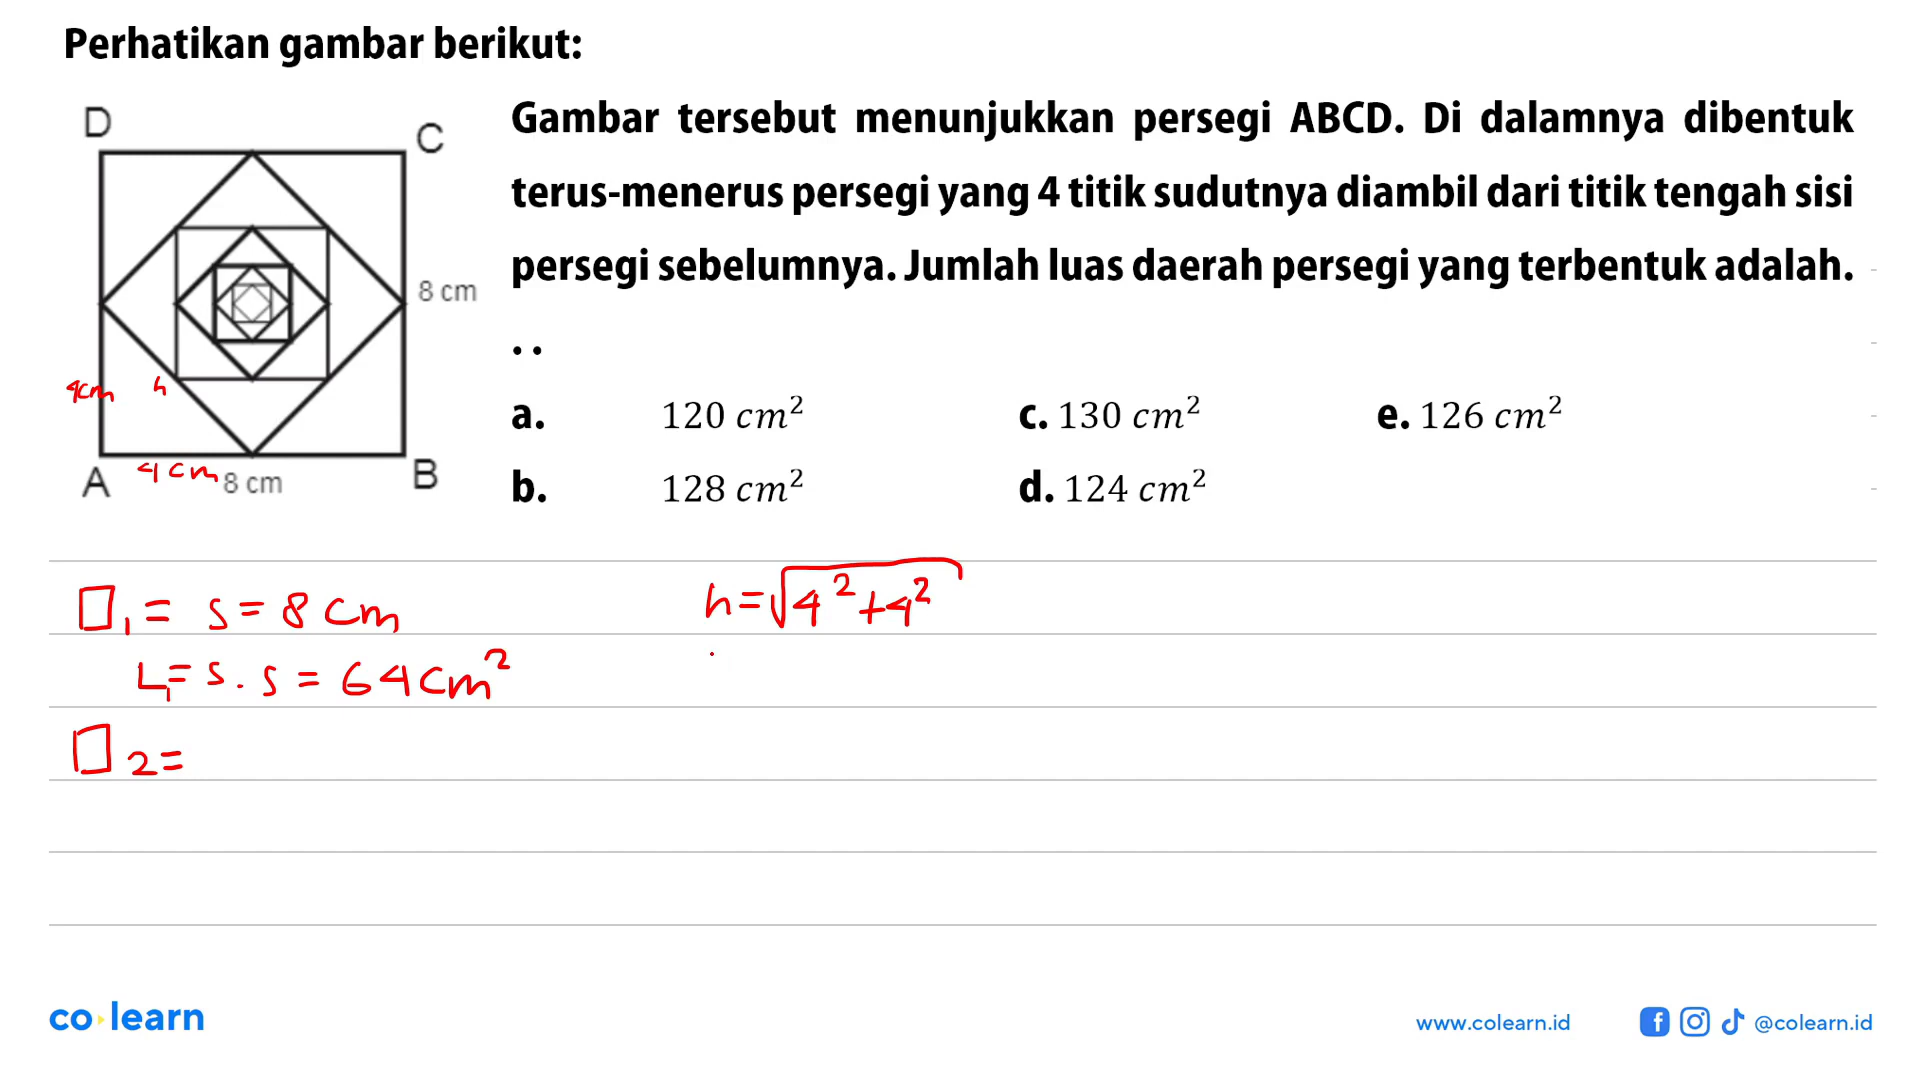 Perhatikan gambar berikut:
D
C
8 cm
4cm
h
A
4cm
8 cm
B
Gambar tersebut menunjukkan persegi ABCD. Di dalamnya dibentuk
terus-menerus persegi yang 4 titik sudutnya diambil dari titik tengah sisi
persegi sebelumnya. Jumlah luas daerah persegi yang terbentuk adalah.
. .
a. 120 cm² c. 130 cm² e. 126 cm²
b. 128 cm² d. 124 cm²
□₁ = s = 8 cm
h = √4² + 4²
L₁ = s . s = 64 cm²
□ 2 =
co learn
www.colearn.id
@colearn.id